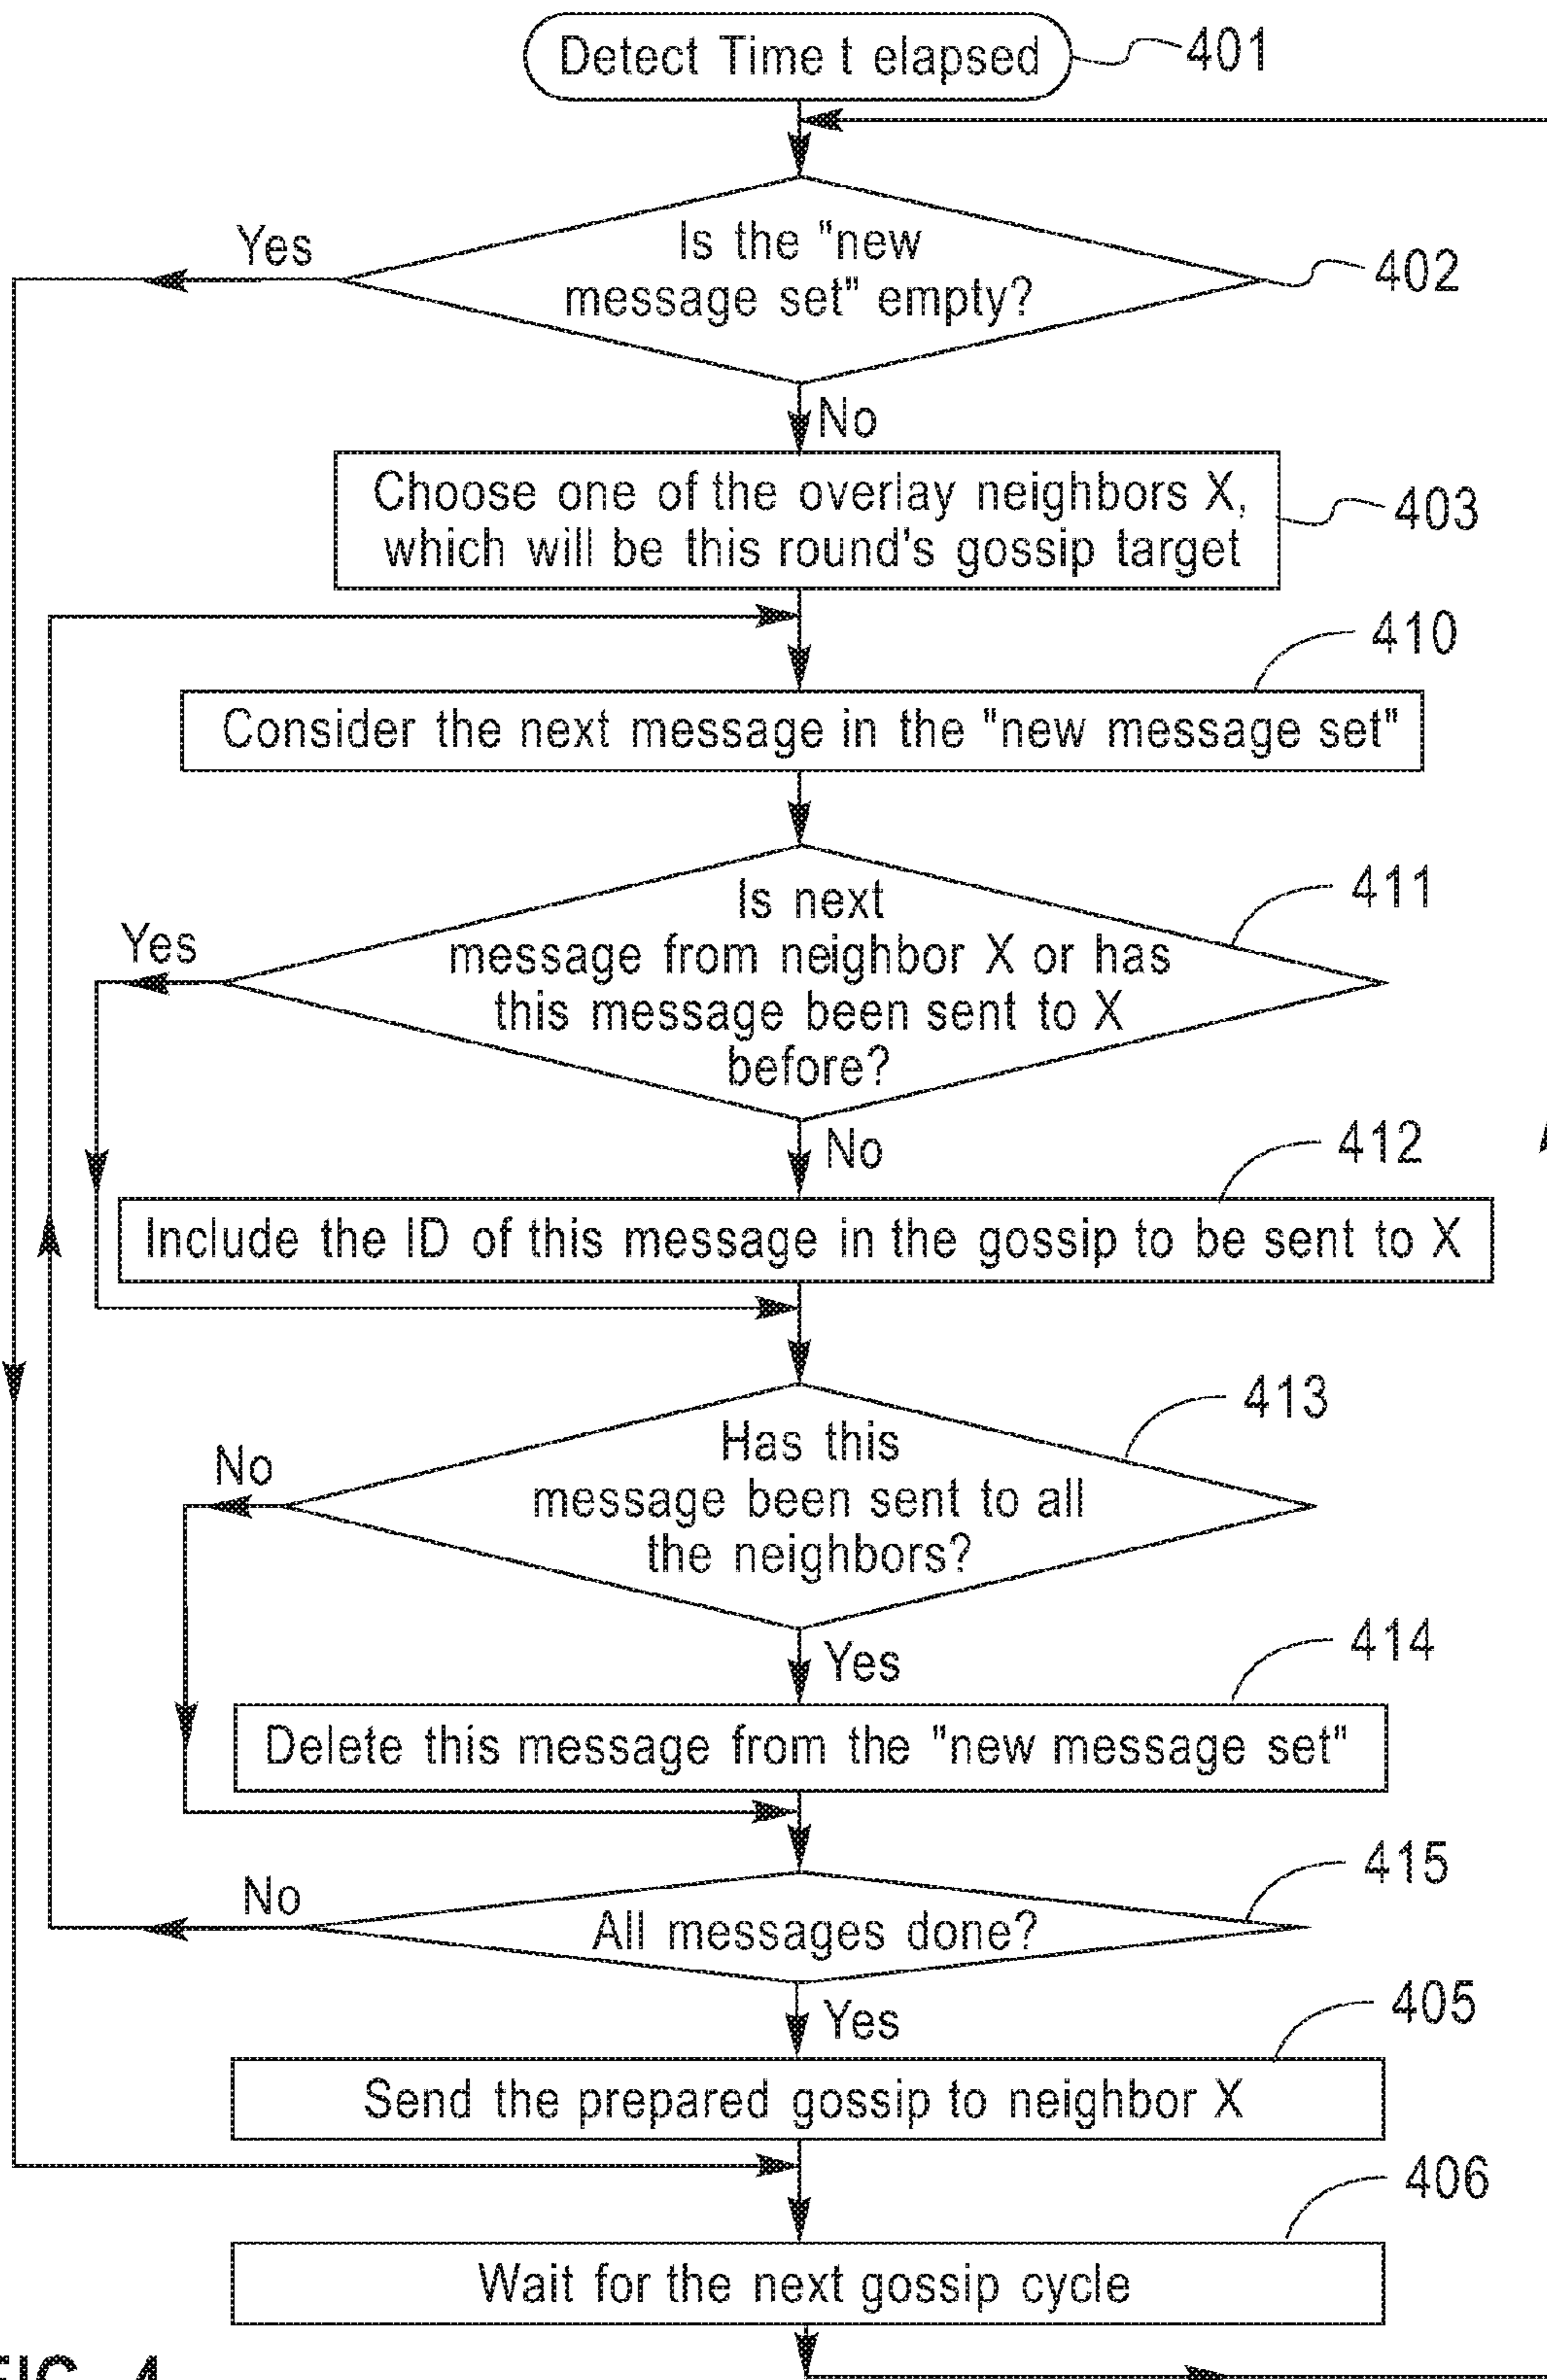 Detect Time t elapsed
401
Is the "new
message set" empty?
Yes
402
No
Choose one of the overlay neighbors X,
which will be this round's gossip target
403
410
Consider the next message in the "new message set"
411
Is next
message from neighbor X or has
this message been sent to X
before?
Yes
No
412
Include the ID of this message in the gossip to be sent to X
413
Has this
message been sent to all
the neighbors?
No
Yes
414
Delete this message from the "new message set"
415
All messages done?
No
Yes
405
Send the prepared gossip to neighbor X
406
Wait for the next gossip cycle
FIG. 4